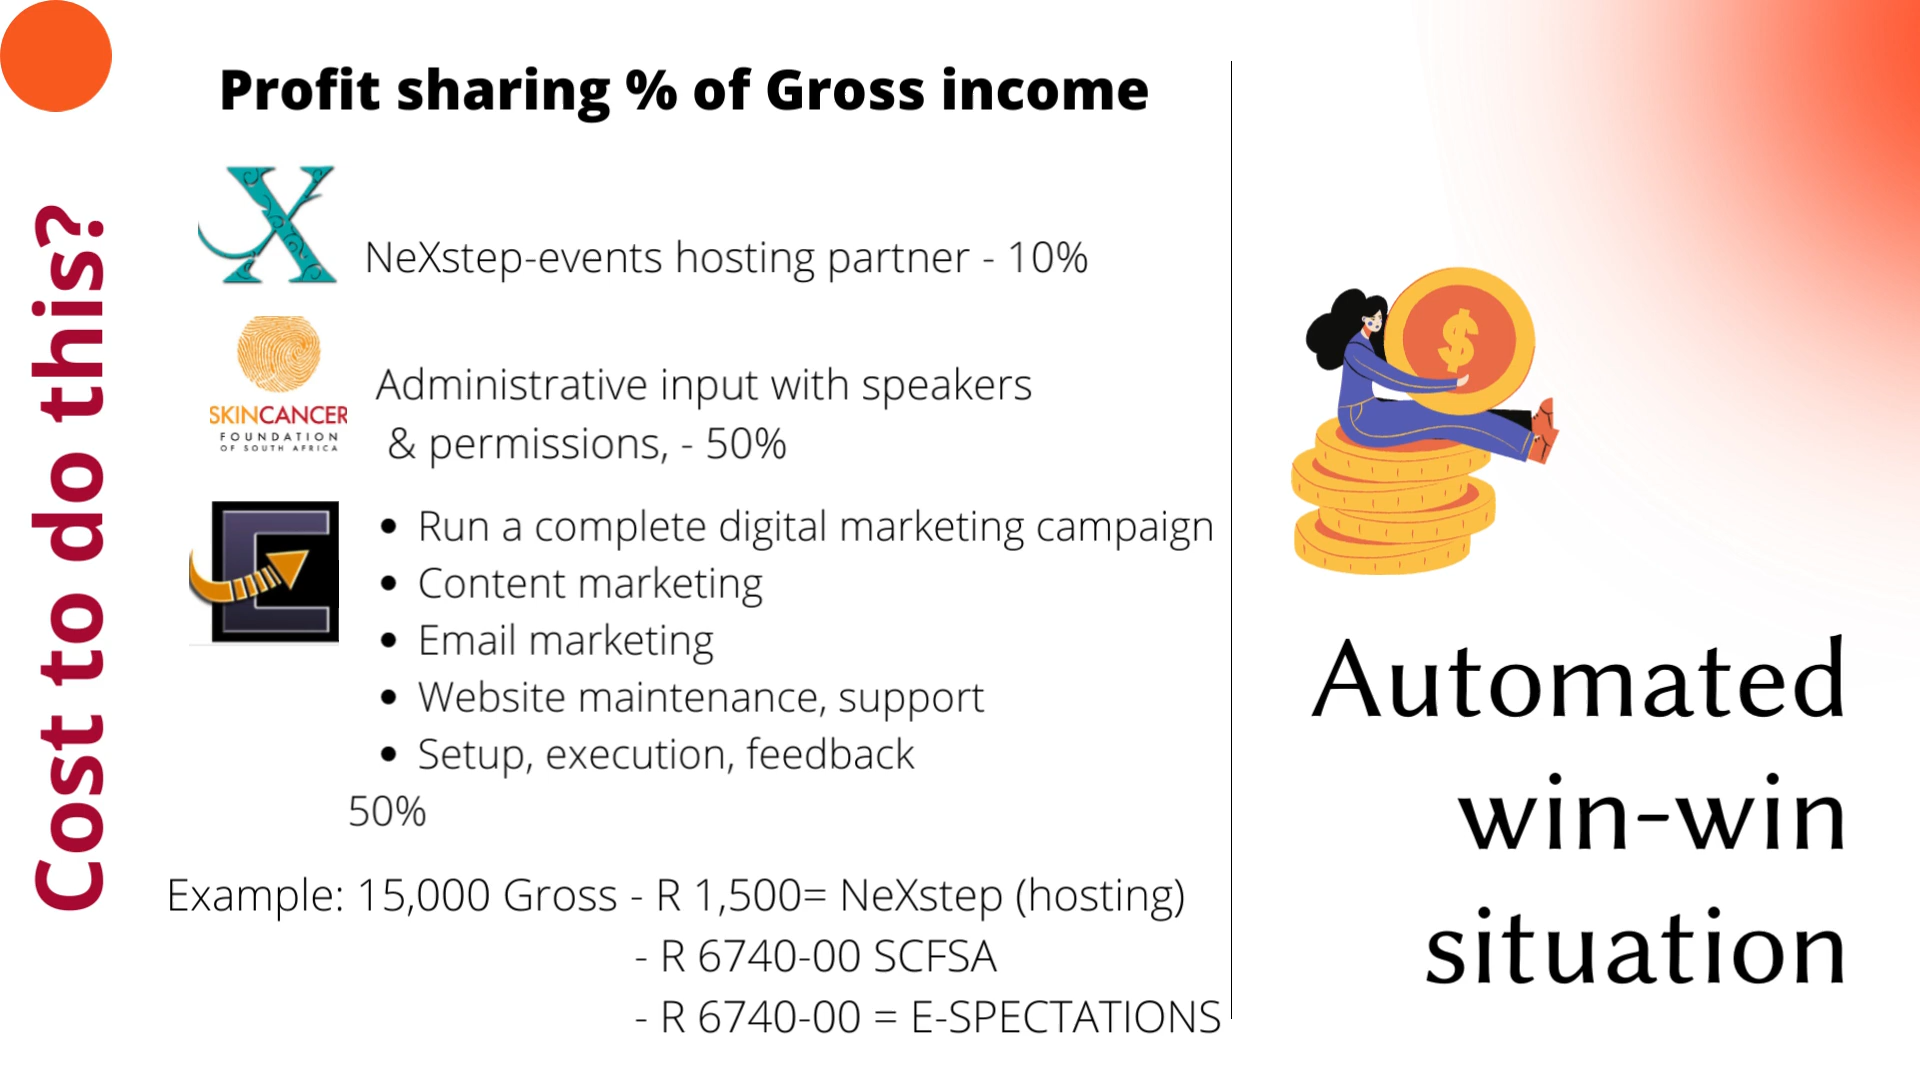 Cost to do this?
Profit sharing % of Gross income
NeXstep-events hosting partner - 10%
SKINCANCER
FOUNDATION
OF SOUTH AFRICA
Administrative input with speakers
& permissions, - 50%
• Run a complete digital marketing campaign
• Content marketing
• Email marketing
• Website maintenance, support
• Setup, execution, feedback
50%
Example: 15,000 Gross - R 1,500= NeXstep (hosting)
- R 6740-00 SCFSA
- R 6740-00 = E-SPECTATIONS
Automated
win-win
situation